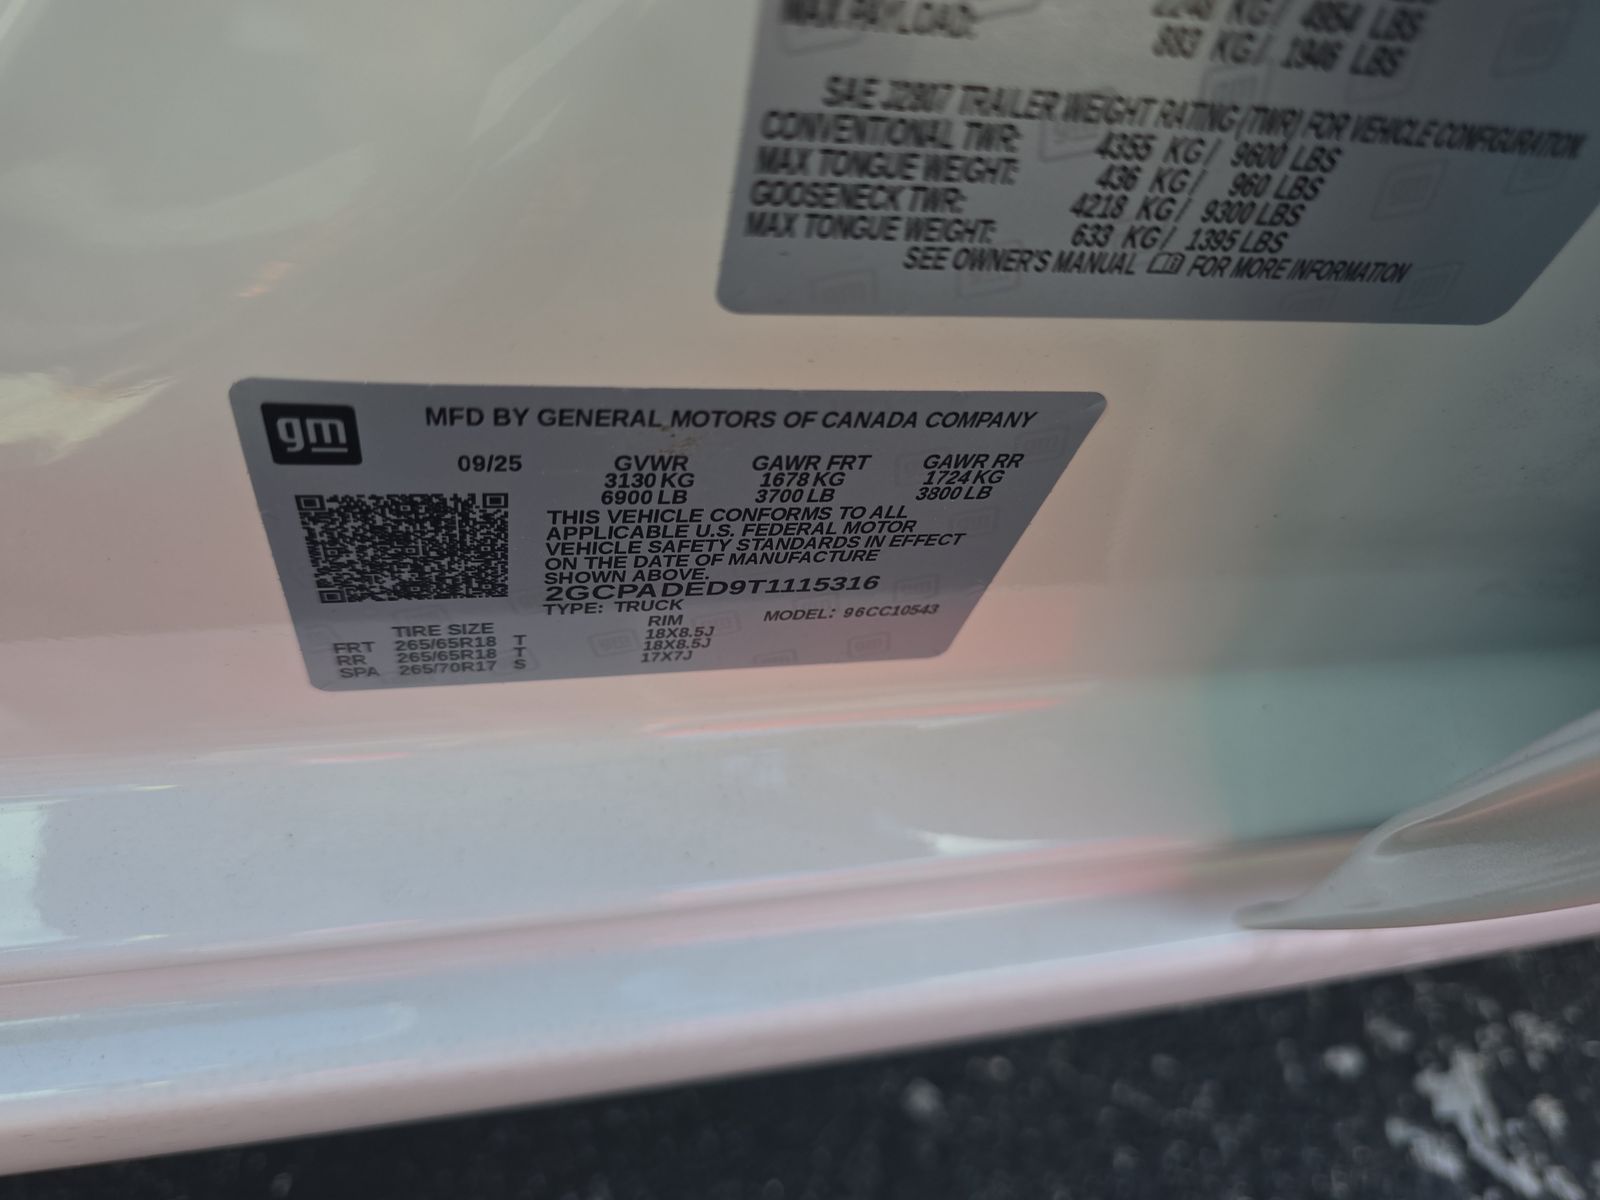 2248 KG/ 4954 LBS
MAX PAYLOAD: 883 KG/ 1946 LBS
SAE J2807 TRAILER WEIGHT RATING (TWR) FOR VEHICLE CONFIGURATION
CONVENTIONAL TWR: 4355 KG/ 9600 LBS
MAX TONGUE WEIGHT: 436 KG/ 960 LBS
GOOSENECK TWR: 4218 KG/ 9300 LBS
MAX TONGUE WEIGHT: 633 KG/ 1395 LBS
SEE OWNER'S MANUAL FOR MORE INFORMATION
gm
MFD BY GENERAL MOTORS OF CANADA COMPANY
09/25 GVWR GAWR FRT GAWR RR
3130 KG 1678 KG 1724 KG
6900 LB 3700 LB 3800 LB
THIS VEHICLE CONFORMS TO ALL
APPLICABLE U.S. FEDERAL MOTOR
VEHICLE SAFETY STANDARDS IN EFFECT
ON THE DATE OF MANUFACTURE
SHOWN ABOVE.
2GCPADED9T1115316
TYPE: TRUCK MODEL: 96CC10543
TIRE SIZE RIM
FRT 265/65R18 T 18X8.5J
RR 265/65R18 T 18X8.5J
SPA 265/70R17 S 17X7J